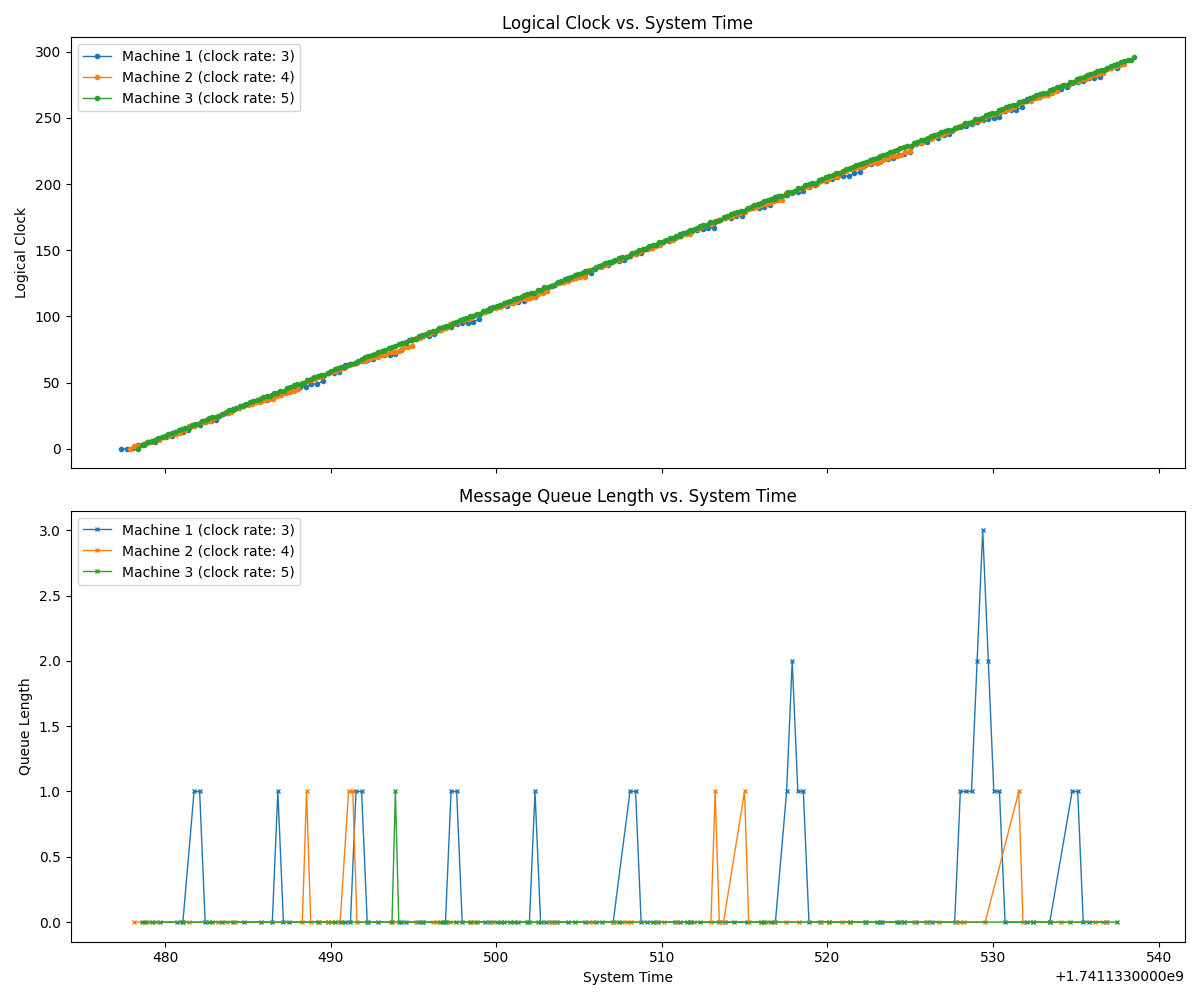 Logical Clock vs. System Time
Machine 1 (clock rate: 3)
Machine 2 (clock rate: 4)
Machine 3 (clock rate: 5)
Logical Clock
300
250
200
150
100
50
0
Message Queue Length vs. System Time
Machine 1 (clock rate: 3)
Machine 2 (clock rate: 4)
Machine 3 (clock rate: 5)
Queue Length
3.0
2.5
2.0
1.5
1.0
0.5
0.0
480 490 500 510 520 530 540
System Time
+1.7411330000e9